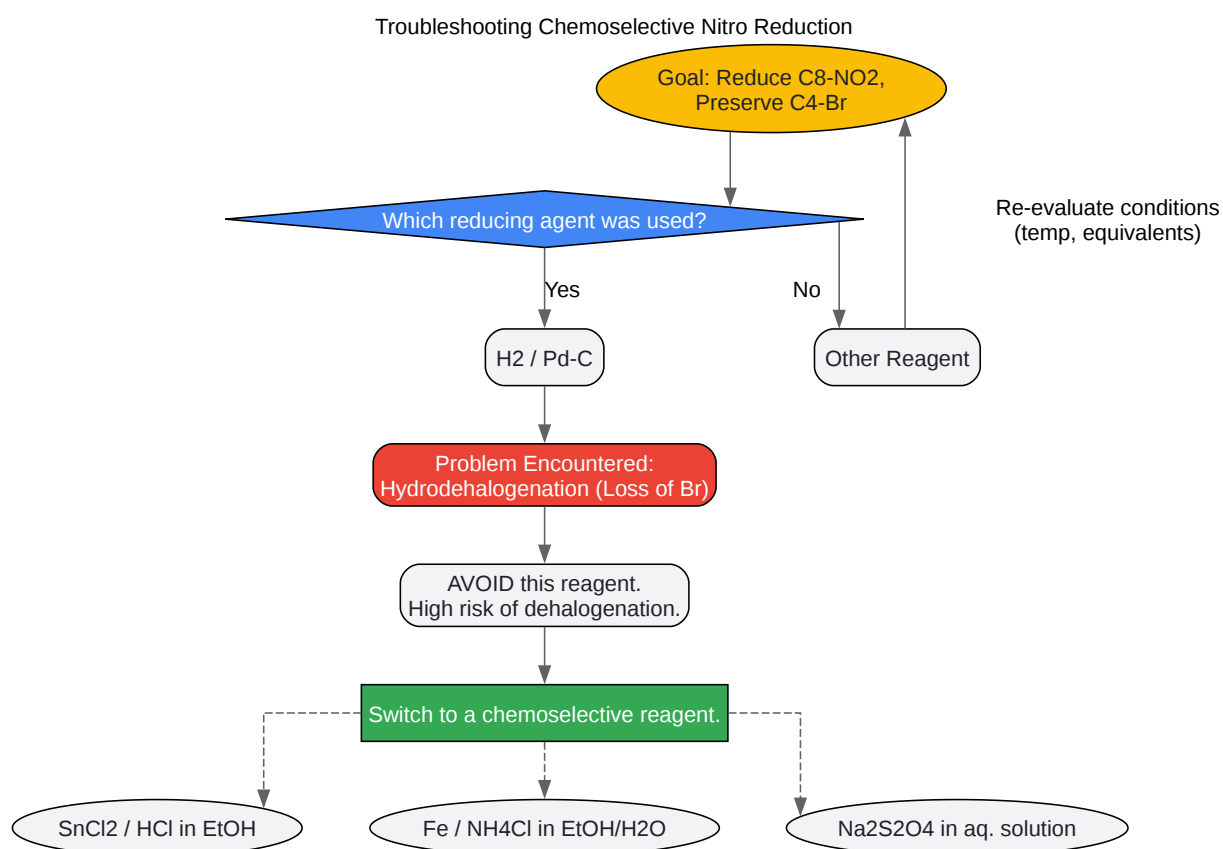 Troubleshooting Chemoselective Nitro Reduction
Goal: Reduce C8-NO2,
Preserve C4-Br
Which reducing agent was used?
Re-evaluate conditions
(temp, equivalents)
Yes
No
H2 / Pd-C
Other Reagent
Problem Encountered:
Hydrodehalogenation (Loss of Br)
AVOID this reagent.
High risk of dehalogenation.
Switch to a chemoselective reagent.
SnCl2 / HCl in EtOH
Fe / NH4Cl in EtOH/H2O
Na2S2O4 in aq. solution